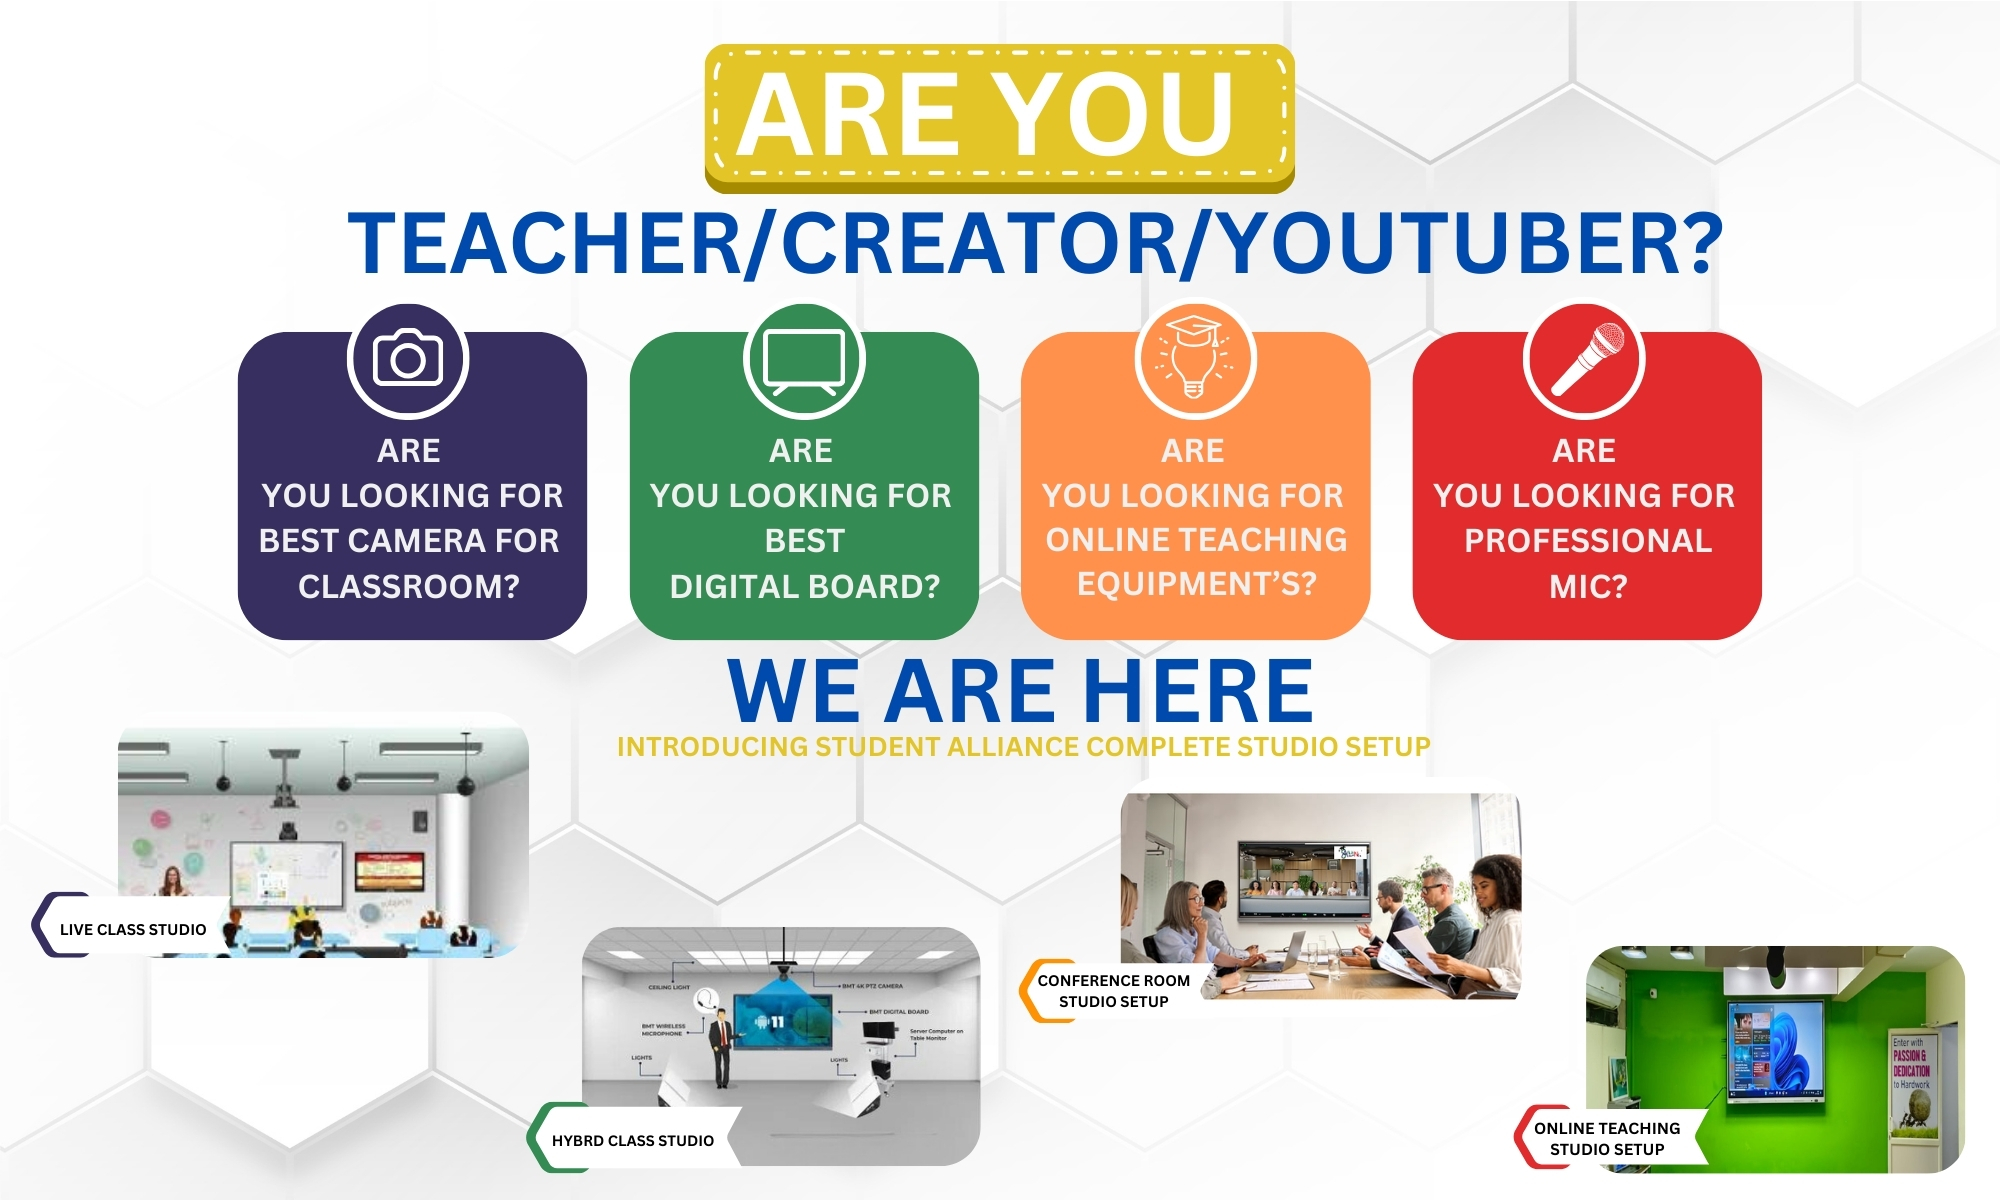 ARE YOU
TEACHER/CREATOR/YOUTUBER?
ARE
YOU LOOKING FOR
BEST CAMERA FOR
CLASSROOM?
ARE
YOU LOOKING FOR
BEST
DIGITAL BOARD?
ARE
YOU LOOKING FOR
ONLINE TEACHING
EQUIPMENT’S?
ARE
YOU LOOKING FOR
PROFESSIONAL
MIC?
WE ARE HERE
INTRODUCING STUDENT ALLIANCE COMPLETE STUDIO SETUP
LIVE CLASS STUDIO
CEILING LIGHT
BMT 4K PTZ CAMERA
BMT DIGITAL BOARD
BMT WIRELESS
MICROPHONE
11
Server Computer on
Table Monitor
LIGHTS
LIGHTS
HYBRD CLASS STUDIO
CONFERENCE ROOM
STUDIO SETUP
Enter with
PASSION &
DEDICATION
to Hardwork
ONLINE TEACHING
STUDIO SETUP